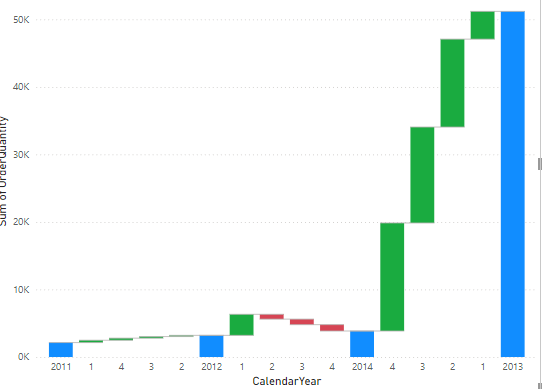 50K
40K
30K
20K
10K
0K
Sum of OrderQuantity
2011 1 4 3 2 2012 1 2 3 4 2014 4 3 2 1 2013
CalendarYear